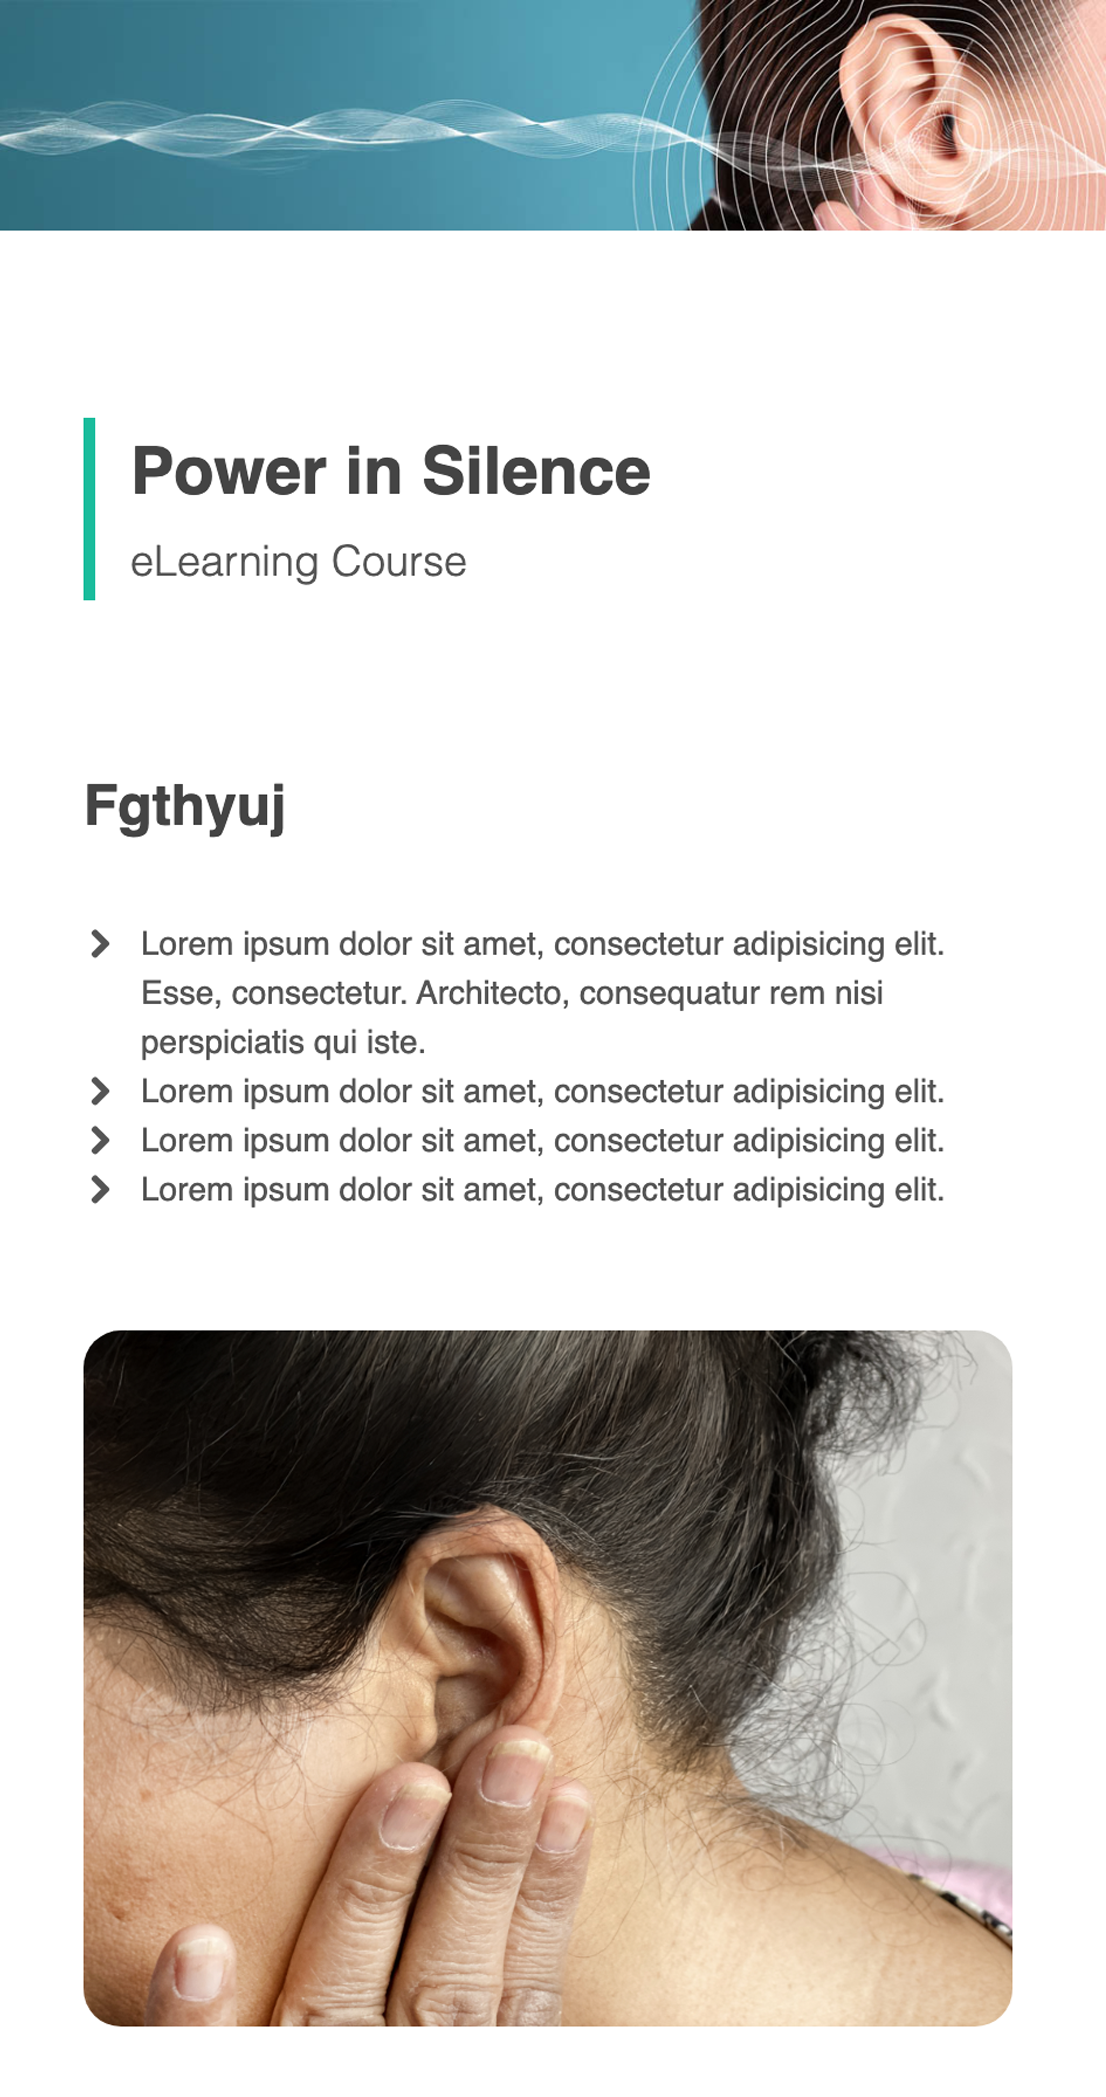 Power in Silence
eLearning Course
Fgthyuj
Lorem ipsum dolor sit amet, consectetur adipisicing elit.
Esse, consectetur. Architecto, consequatur rem nisi
perspiciatis qui iste.
Lorem ipsum dolor sit amet, consectetur adipisicing elit.
Lorem ipsum dolor sit amet, consectetur adipisicing elit.
Lorem ipsum dolor sit amet, consectetur adipisicing elit.